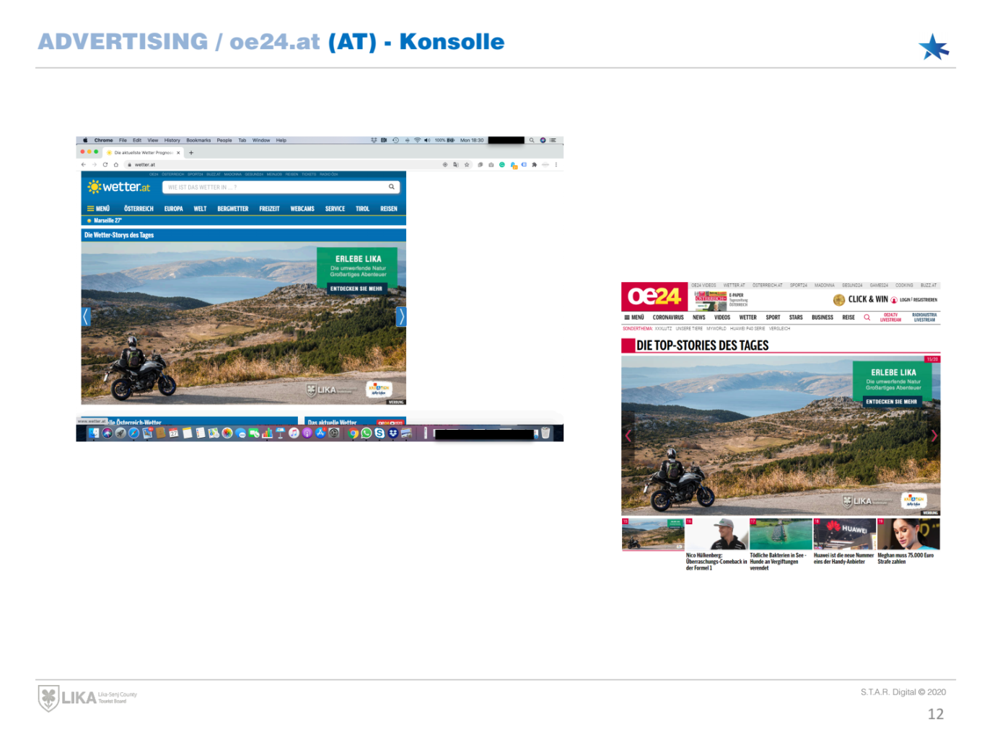 ADVERTISING / oe24.at (AT) - Konsolle
Chrome File Edit View History Bookmarks People Tab Window Help 100% Mon 18:30
Die aktuellste Wetter Prognos
wetter.at
OE24 ÖSTERREICH SPORT24 BUZZ.AT MADONNA GESUND24 MEINJOB REISEN TICKETS RADIO Ö24
wetter.at
WIE IST DAS WETTER IN ... ?
MENÜ ÖSTERREICH EUROPA WELT BERGWETTER FREIZEIT WEBCAMS SERVICE TIROL REISEN
Marseille 27°
Die Wetter-Storys des Tages
ERLEBE LIKA
Die umwerfende Natur
Großartiges Abenteuer
ENTDECKEN SIE MEHR
LIKA
WERBUNG
www.wetter.at
lle Österreich-Wetter
Das aktuelle Wetter
OE24 VIDEOS WETTER.AT ÖSTERREICH.AT SPORT24 MADONNA GESUND24 GAMES24 COOKING BUZZ.AT
oe24
E-PAPER
Tageszeitung
ÖSTERREICH
CLICK & WIN
LOGIN | REGISTRIEREN
MENÜ CORONAVIRUS NEWS VIDEOS WETTER SPORT STARS BUSINESS REISE
OE24.TV
LIVESTREAM
RADIO AUSTRIA
LIVESTREAM
SONDERTHEMA: XXXLUTZ UNSERE TIERE MYWORLD HUAWEI P40 SERIE VERGLEICH
DIE TOP-STORIES DES TAGES
15/20
ERLEBE LIKA
Die umwerfende Natur
Großartiges Abenteuer
ENTDECKEN SIE MEHR
LIKA
WERBUNG
15
16
17
18
19
HUAWEI
Nico Hülkenberg:
Überraschungs-Comeback in
der Formel 1
Tödliche Bakterien in See -
Hunde an Vergiftungen
verendet
Huawei ist die neue Nummer
eins der Handy-Anbieter
Meghan muss 75.000 Euro
Strafe zahlen
LIKA
Lika-Senj County
Tourist Board
S.T.A.R. Digital © 2020
12